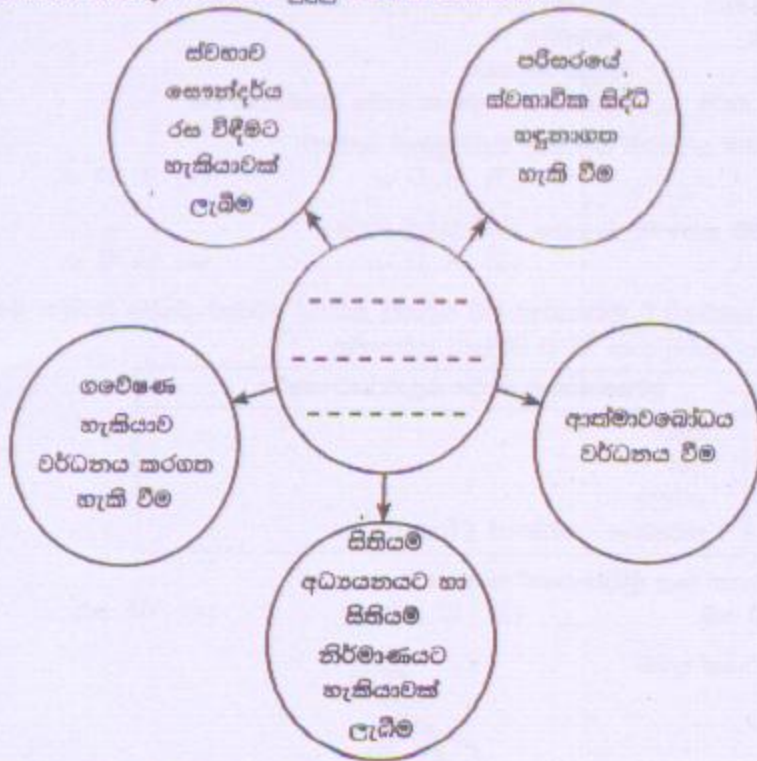 ස්වභාව
සෞන්දර්ය
රස විඳීමට
හැකියාවක්
ලැබීම
පරිසරයේ
ස්වභාවික සිද්ධි
හඳුනාගත
හැකි වීම
ගවේෂණ
හැකියාව
වර්ධනය කරගත
හැකි වීම
ආත්මාවබෝධය
වර්ධනය වීම
සිතියම්
අධ්‍යයනයට හා
සිතියම්
නිර්මාණයට
හැකියාවක්
ලැබීම